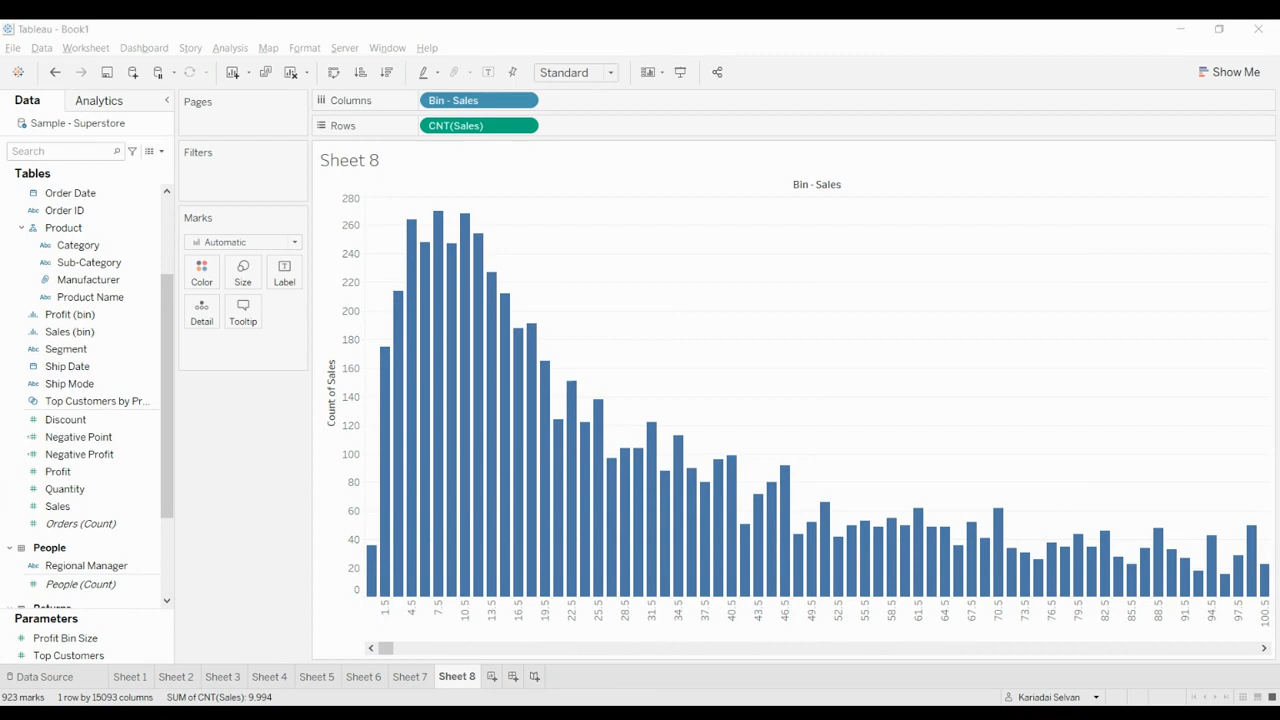 Tableau - Book1
File Data Worksheet Dashboard Story Analysis Map Format Server Window Help
Standard
Show Me
Data Analytics
Pages
Columns
Bin - Sales
Sample - Superstore
Rows
CNT(Sales)
Search
Filters
Sheet 8
Tables
Order Date
Order ID
Product
Category
Sub-Category
Manufacturer
Product Name
Profit (bin)
Sales (bin)
Segment
Ship Date
Ship Mode
Top Customers by Pr...
Discount
Negative Point
Negative Profit
Profit
Quantity
Sales
Orders (Count)
People
Regional Manager
People (Count)
Returns
Parameters
Profit Bin Size
Top Customers
Marks
Automatic
Color Size Label
Detail Tooltip
Bin - Sales
Count of Sales
280
260
240
220
200
180
160
140
120
100
80
60
40
20
0
1.5 4.5 7.5 10.5 13.5 16.5 19.5 22.5 25.5 28.5 31.5 34.5 37.5 40.5 43.5 46.5 49.5 52.5 55.5 58.5 61.5 64.5 67.5 70.5 73.5 76.5 79.5 82.5 85.5 88.5 91.5 94.5 97.5 100.5
Data Source Sheet 1 Sheet 2 Sheet 3 Sheet 4 Sheet 5 Sheet 6 Sheet 7 Sheet 8
923 marks 1 row by 15093 columns SUM of CNT(Sales): 9.994
Kariadai Selvan